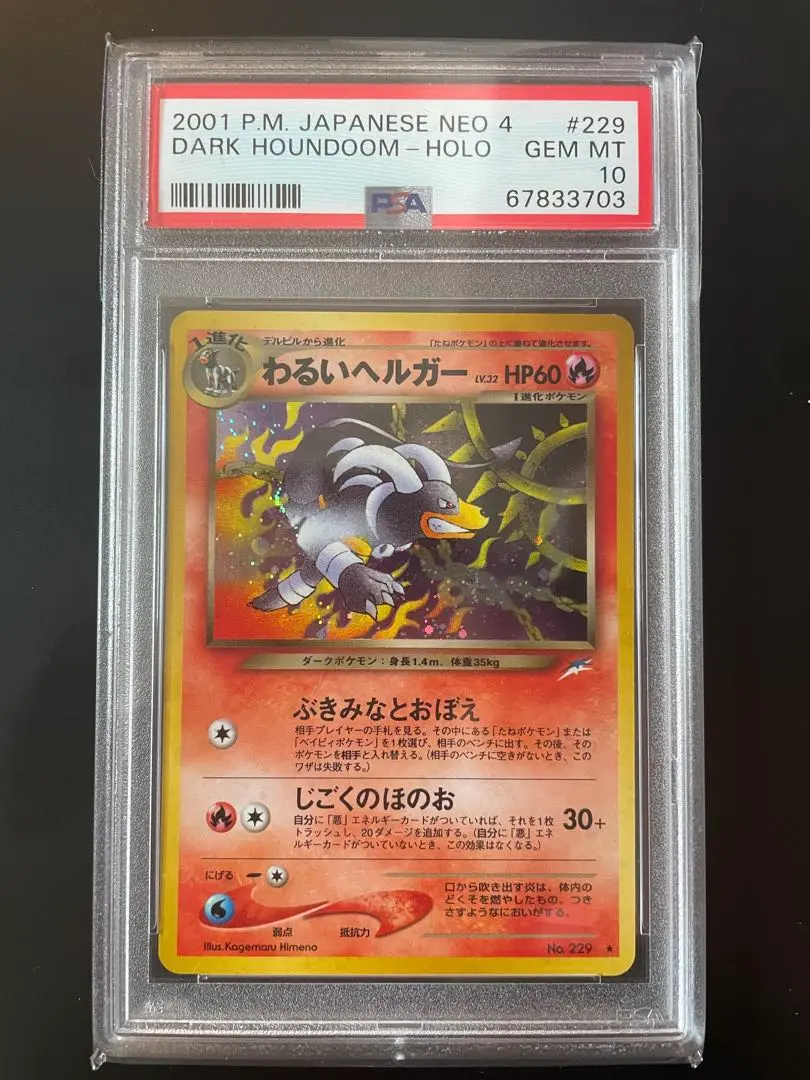 2001 P.M. JAPANESE NEO 4 #229
DARK HOUNDOOM - HOLO GEM MT
10
PSA 67833703
1進化 デルビルから進化 「たねポケモン」の上に重ねて進化させます。
わるいヘルガー LV.32 HP60
1進化ポケモン
ダークポケモン:身長1.4m、体重35kg
ぶきみなとおぼえ
相手プレイヤーの手札を見る。その中にある「たねポケモン」または
「ベイビィポケモン」を1枚選び、相手のベンチに出す。その後、その
ポケモンを相手と入れ替える。(相手のベンチに空きがないとき、この
ワザは失敗する。)
じごくのほのお 30+
自分に「悪」エネルギーカードがついていれば、それを1枚
トラッシュし、20ダメージを追加する。(自分に「悪」エネ
ルギーカードがついていないとき、この効果はなくなる。)
にげる
口から吹き出す炎は、体内の
どくそを燃やしたもの。つき
さすようなにおいがする。
弱点 抵抗力
Illus.Kagemaru Himeno No. 229 ★
PSA